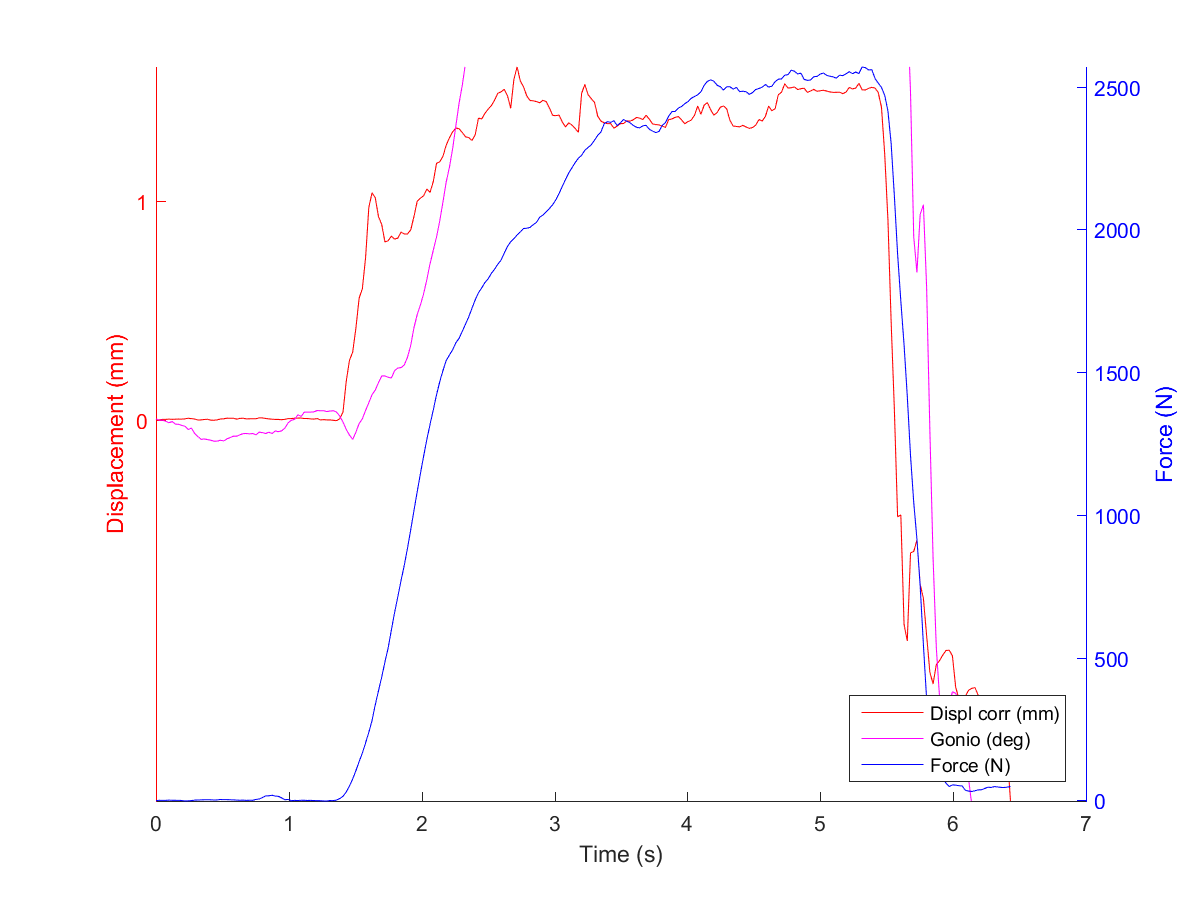 Displacement (mm)
1
0
Force (N)
2500
2000
1500
1000
500
0
Displ corr (mm)
Gonio (deg)
Force (N)
0 1 2 3 4 5 6 7
Time (s)